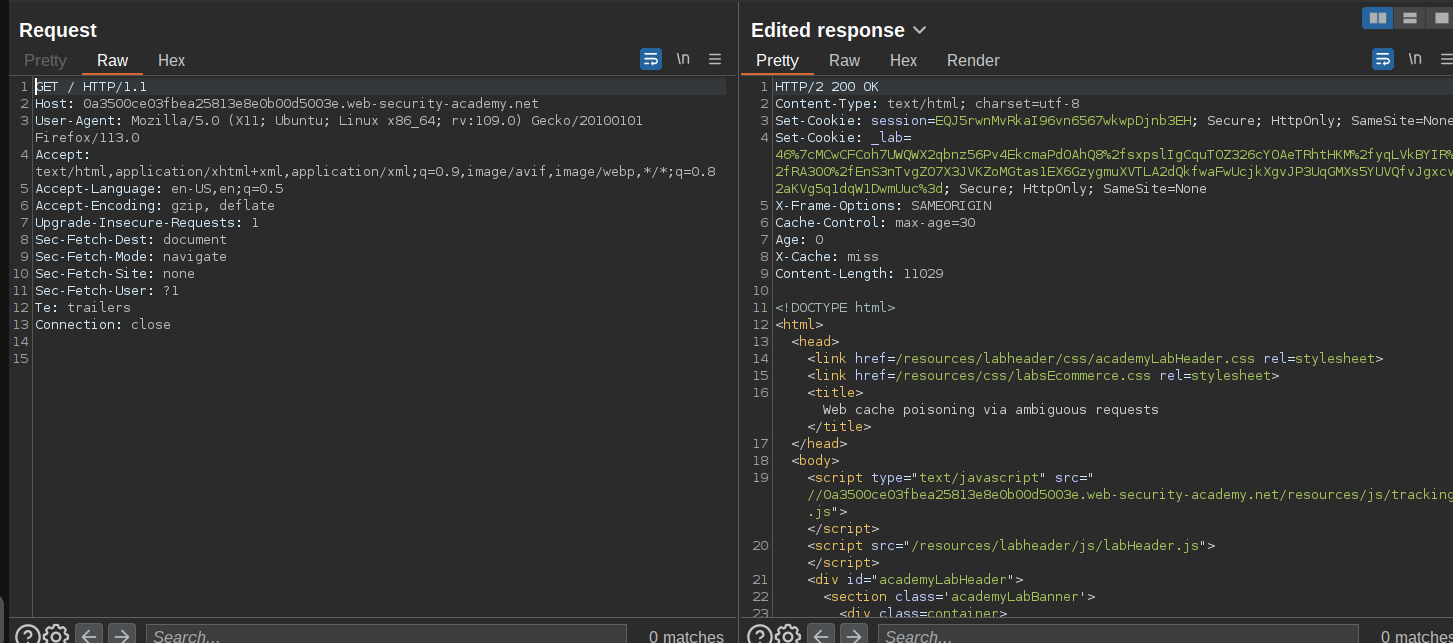 Request
Pretty Raw Hex \n
1 GET / HTTP/1.1
2 Host: 0a3500ce03fbea25813e8e0b00d5003e.web-security-academy.net
3 User-Agent: Mozilla/5.0 (X11; Ubuntu; Linux x86_64; rv:109.0) Gecko/20100101
Firefox/113.0
4 Accept:
text/html,application/xhtml+xml,application/xml;q=0.9,image/avif,image/webp,*/*;q=0.8
5 Accept-Language: en-US,en;q=0.5
6 Accept-Encoding: gzip, deflate
7 Upgrade-Insecure-Requests: 1
8 Sec-Fetch-Dest: document
9 Sec-Fetch-Mode: navigate
10 Sec-Fetch-Site: none
11 Sec-Fetch-User: ?1
12 Te: trailers
13 Connection: close
14
15
Search...
0 matches
Edited response
Pretty Raw Hex Render \n
1 HTTP/2 200 OK
2 Content-Type: text/html; charset=utf-8
3 Set-Cookie: session=EQJ5rwnMvRkaI96vn6567wkwpDjnb3EH; Secure; HttpOnly; SameSite=None
4 Set-Cookie: _lab=
46%7cMCwCFCoh7UWQWX2qbnz56Pv4EkcmaPdOAhQ8%2fsxpslIgCquTOZ326cYOAeTRhtHKM%2fyqLVkBYIR%
2fRA30O%2fEnS3nTvgZO7X3JVKZoMGtas1EX6GzygmuXVTLA2dQkfwaFwUcjkXgvJP3UqGMXs5YUVQfvJgxcv
2aKVg5q1dqW1DwmUuc%3d; Secure; HttpOnly; SameSite=None
5 X-Frame-Options: SAMEORIGIN
6 Cache-Control: max-age=30
7 Age: 0
8 X-Cache: miss
9 Content-Length: 11029
10
11 <!DOCTYPE html>
12 <html>
13 <head>
14 <link href=/resources/labheader/css/academyLabHeader.css rel=stylesheet>
15 <link href=/resources/css/labsEcommerce.css rel=stylesheet>
16 <title>
Web cache poisoning via ambiguous requests
</title>
17 </head>
18 <body>
19 <script type="text/javascript" src="
//0a3500ce03fbea25813e8e0b00d5003e.web-security-academy.net/resources/js/tracking
.js">
</script>
20 <script src="/resources/labheader/js/labHeader.js">
</script>
21 <div id="academyLabHeader">
22 <section class='academyLabBanner'>
23 <div class=container>
Search...
0 matches